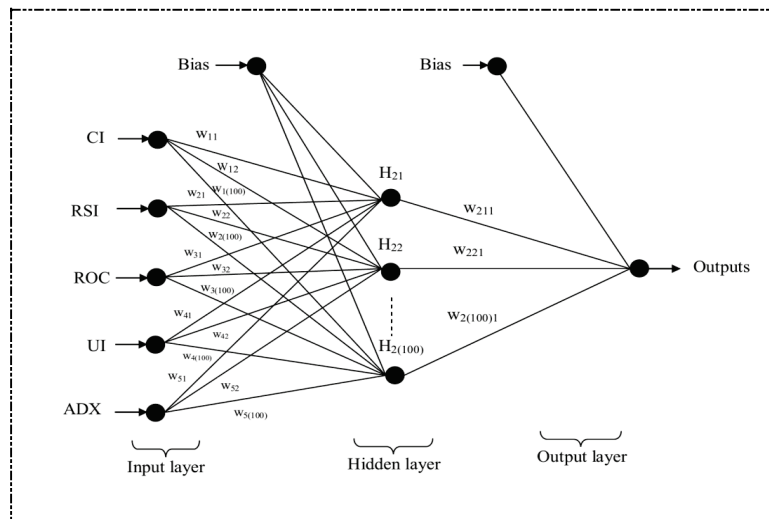 Bias
Bias
CI
w11
w12
H21
w21
w1(100)
RSI
w22
w211
w2(100)
H22
w31
w221
ROC
w32
Outputs
w3(100)
w41
w2(100)1
UI
w42
H2(100)
w4(100)
w51
w52
ADX
w5(100)
Input layer
Hidden layer
Output layer